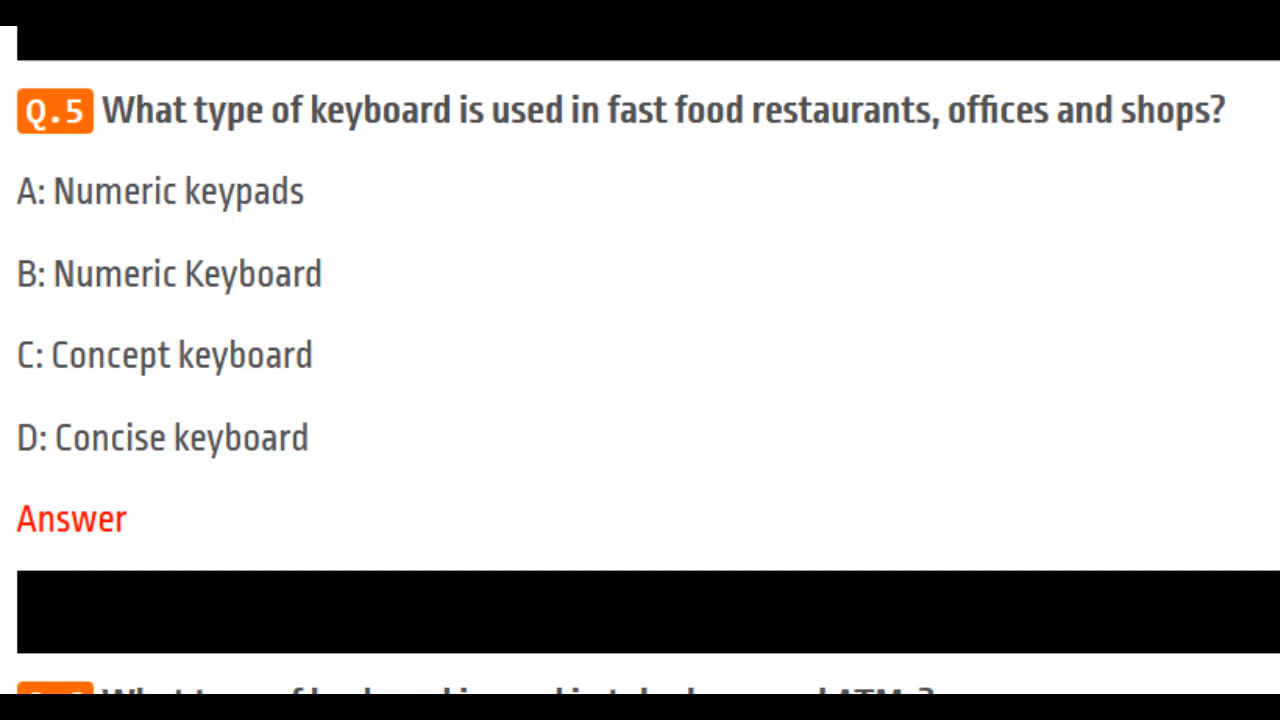 Q.5 What type of keyboard is used in fast food restaurants, offices and shops?
A: Numeric keypads
B: Numeric Keyboard
C: Concept keyboard
D: Concise keyboard
Answer